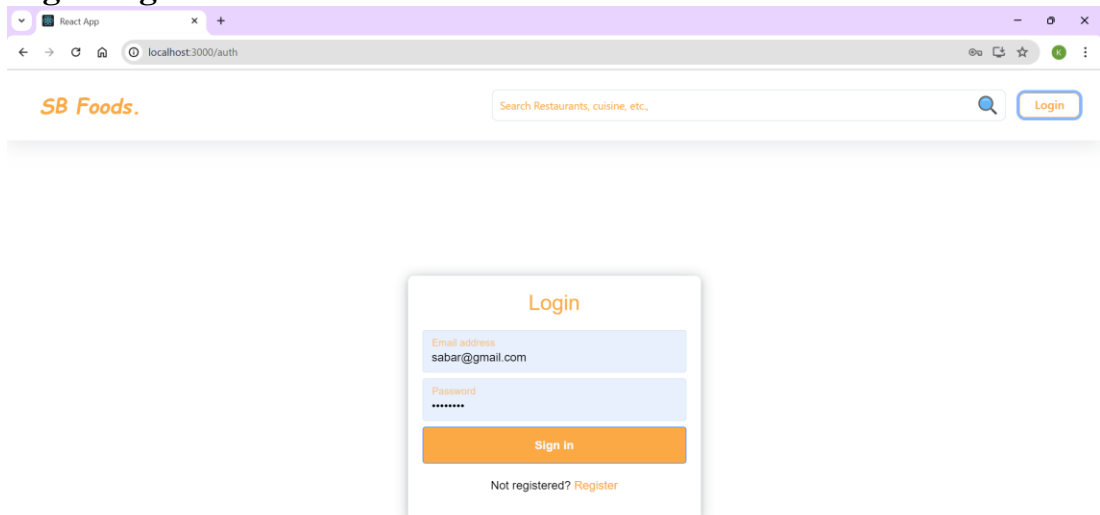 React App
localhost:3000/auth
K
SB Foods.
Search Restaurants, cuisine, etc.,
Login
Login
Email address
sabar@gmail.com
Password
••••••••
Sign in
Not registered? Register